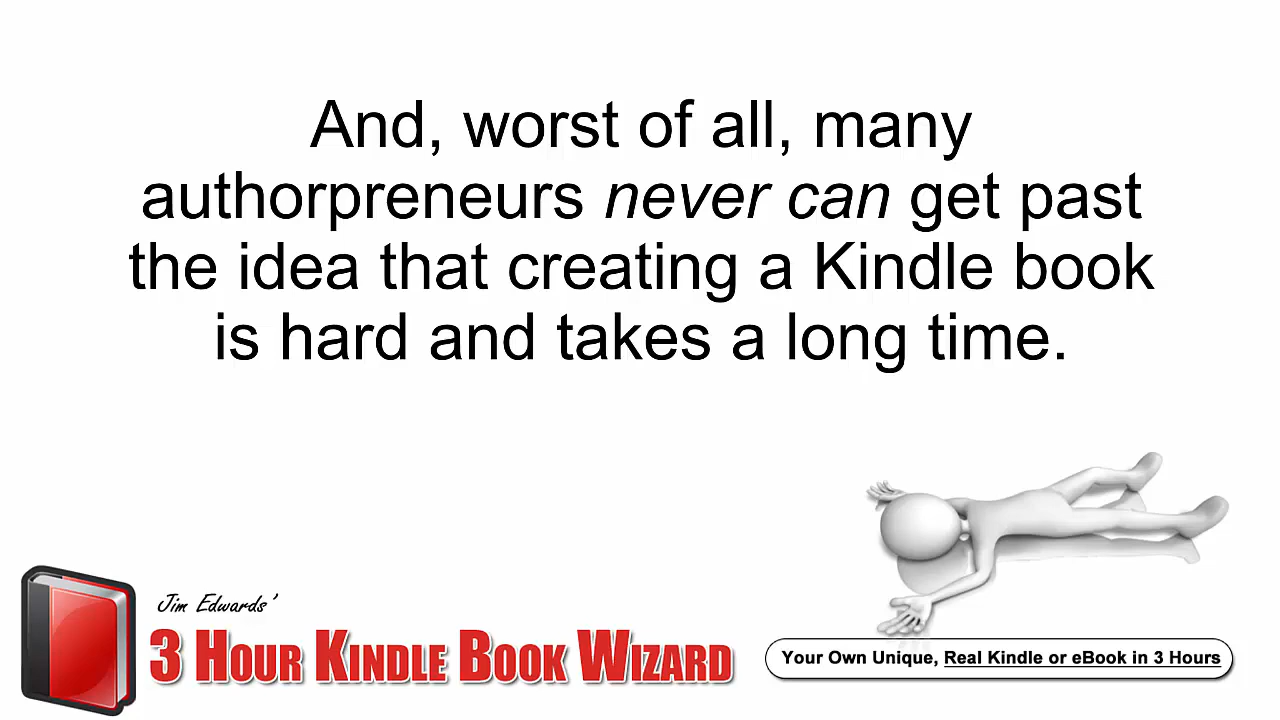 And, worst of all, many
authorpreneurs never can get past
the idea that creating a Kindle book
is hard and takes a long time.
Jim Edwards'
3 Hour Kindle Book Wizard
Your Own Unique, Real Kindle or eBook in 3 Hours